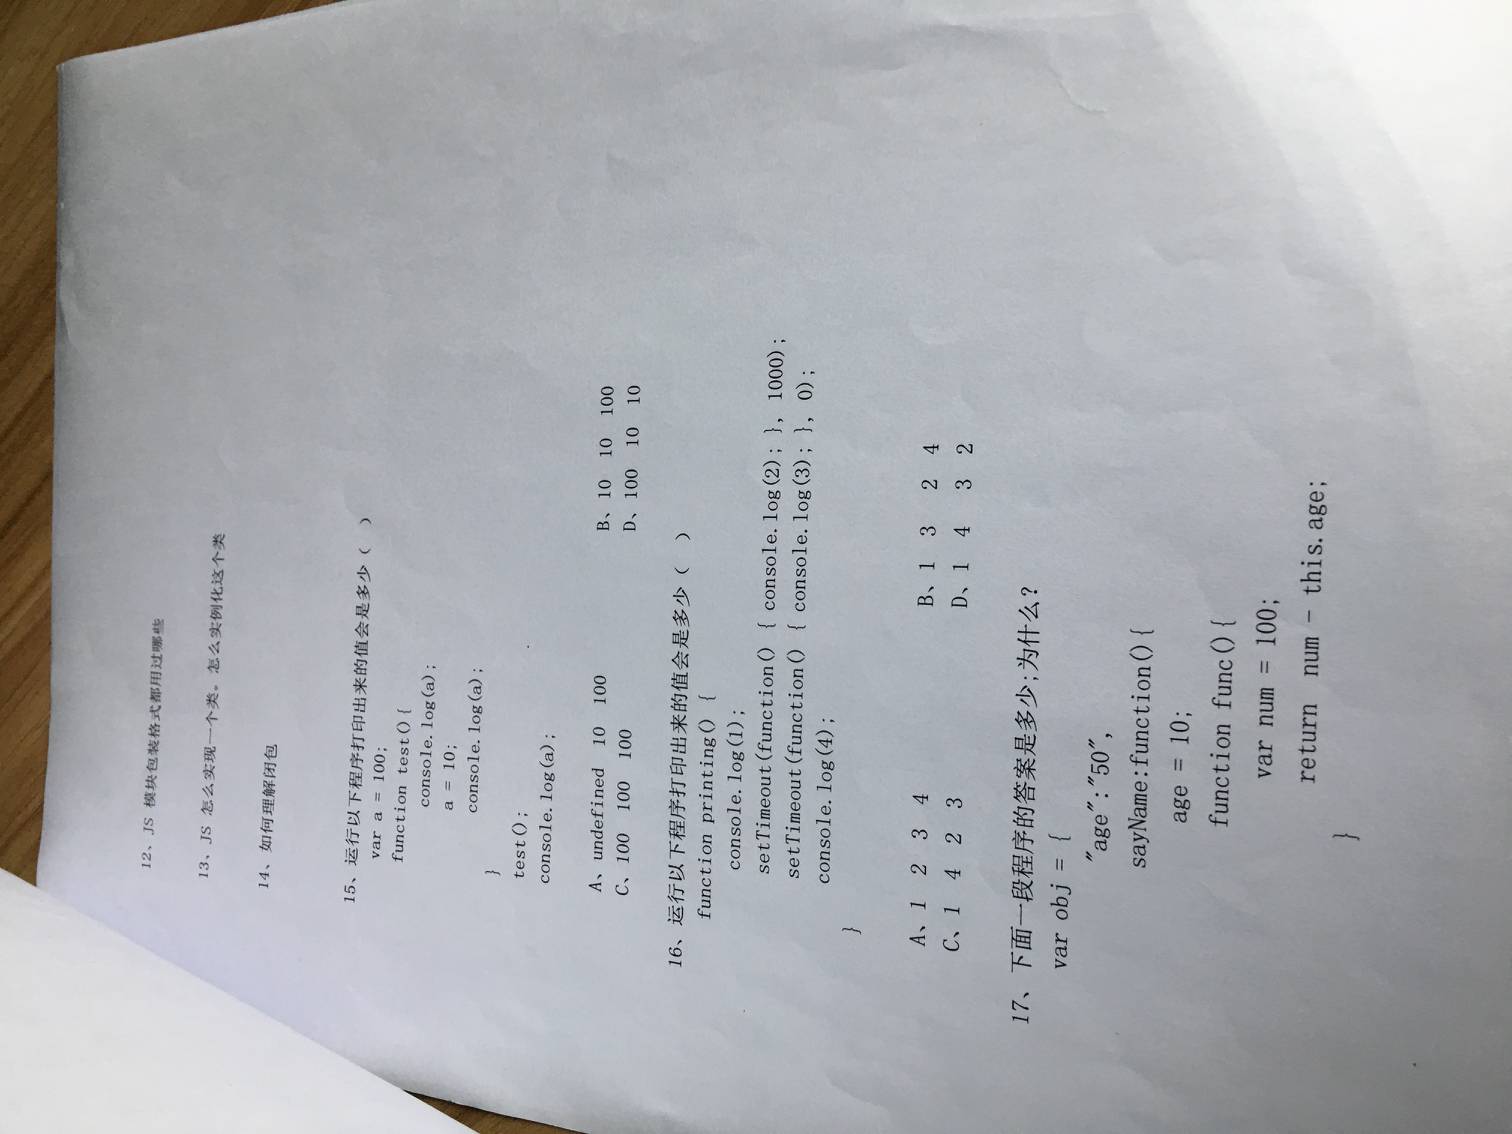 12、JS 模块包装格式都用过哪些
13、JS 怎么实现一个类。怎么实例化这个类
14、如何理解闭包
15、运行以下程序打印出来的值会是多少（ ）
var a = 100;
function test(){
console.log(a);
a = 10;
console.log(a);
}
test();
console.log(a);
A、undefined 10 100 B、10 10 100
C、100 100 100 D、100 10 10
16、运行以下程序打印出来的值会是多少（ ）
function printing() {
console.log(1);
setTimeout(function() { console.log(2); }, 1000);
setTimeout(function() { console.log(3); }, 0);
console.log(4);
}
A、1 2 3 4 B、1 3 2 4
C、1 4 2 3 D、1 4 3 2
17、下面一段程序的答案是多少;为什么?
var obj = {
"age":"50",
sayName:function(){
age = 10;
function func(){
var num = 100;
return num - this.age;
}